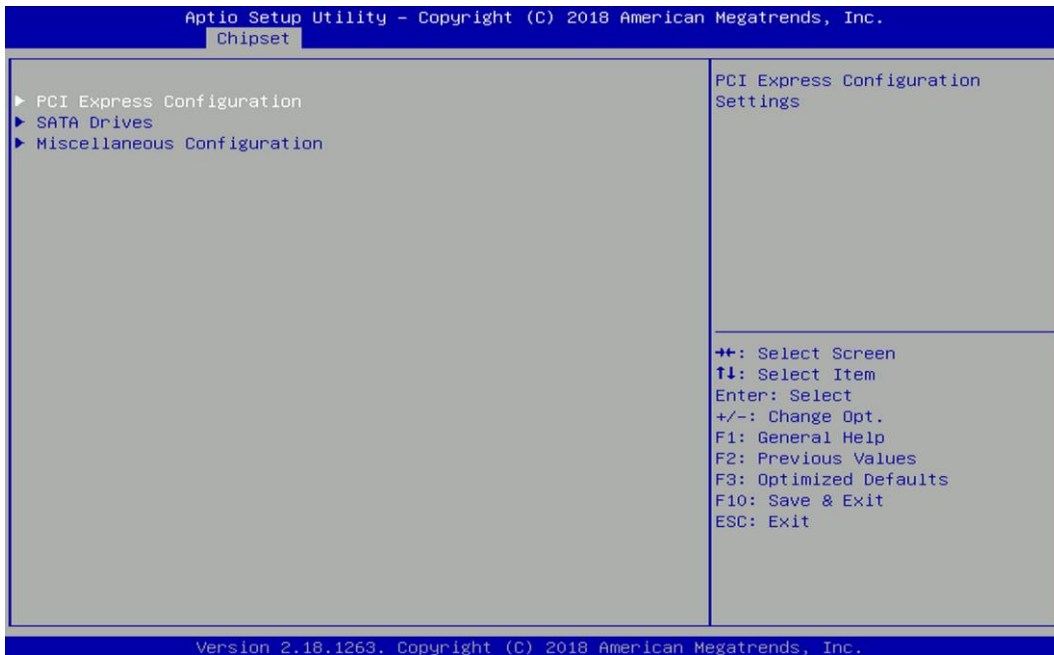 Aptio Setup Utility – Copyright (C) 2018 American Megatrends, Inc.
Chipset
▶ PCI Express Configuration
▶ SATA Drives
▶ Miscellaneous Configuration
PCI Express Configuration
Settings
→←: Select Screen
↑↓: Select Item
Enter: Select
+/-: Change Opt.
F1: General Help
F2: Previous Values
F3: Optimized Defaults
F10: Save & Exit
ESC: Exit
Version 2.18.1263. Copyright (C) 2018 American Megatrends, Inc.